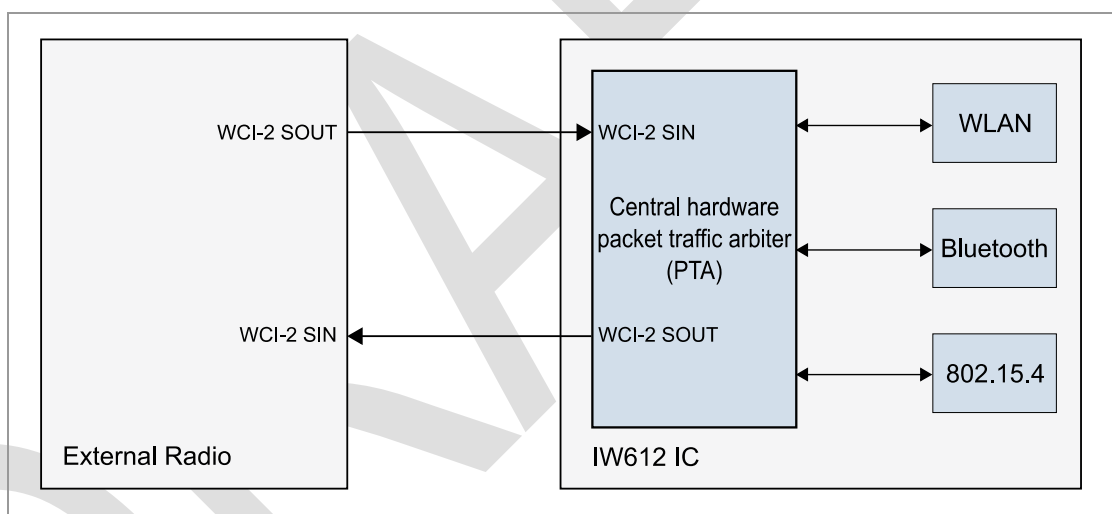 WCI-2 SOUT
WCI-2 SIN
External Radio
WCI-2 SIN
Central hardware
packet traffic arbiter
(PTA)
WCI-2 SOUT
IW612 IC
WLAN
Bluetooth
802.15.4